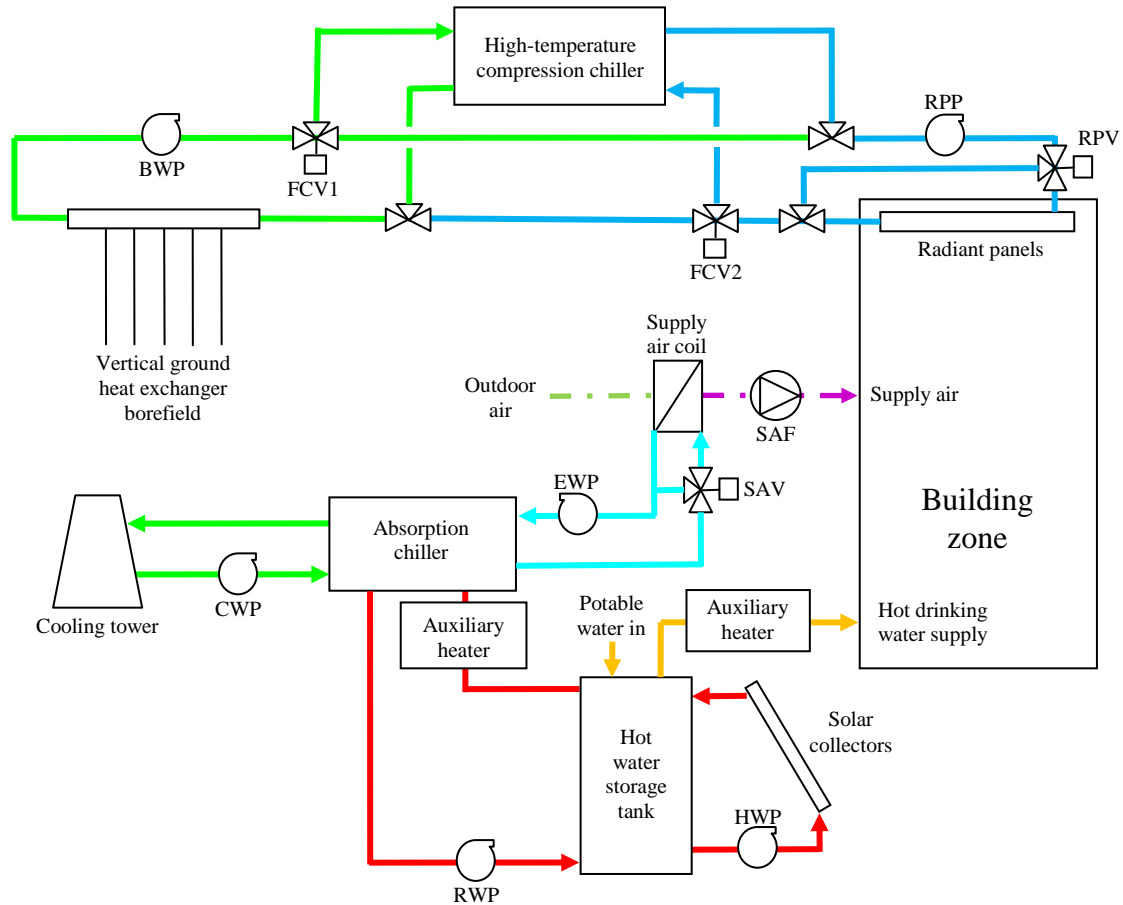 High-temperature
compression chiller
BWP
FCV1
RPP
RPV
FCV2
Radiant panels
Vertical ground
heat exchanger
borefield
Supply
air coil
Outdoor
air
SAF
Supply air
EWP
SAV
Building
zone
Absorption
chiller
CWP
Cooling tower
Auxiliary
heater
Potable
water in
Auxiliary
heater
Hot drinking
water supply
Hot
water
storage
tank
Solar
collectors
HWP
RWP